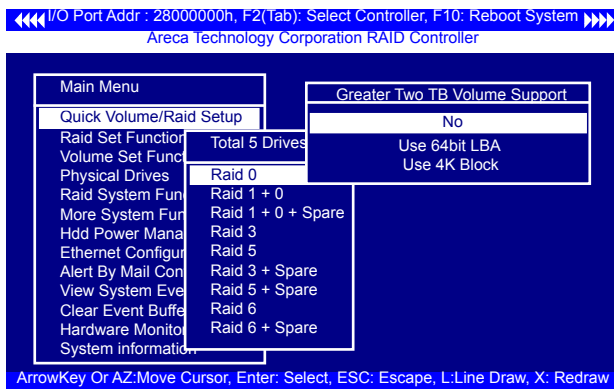 I/O Port Addr : 28000000h, F2(Tab): Select Controller, F10: Reboot System
Areca Technology Corporation RAID Controller
Main Menu
Quick Volume/Raid Setup
Raid Set Function
Volume Set Funct
Physical Drives
Raid System Fun
More System Fun
Hdd Power Mana
Ethernet Configur
Alert By Mail Con
View System Eve
Clear Event Buffe
Hardware Monitor
System information
Total 5 Drives
Raid 0
Raid 1 + 0
Raid 1 + 0 + Spare
Raid 3
Raid 5
Raid 3 + Spare
Raid 5 + Spare
Raid 6
Raid 6 + Spare
Greater Two TB Volume Support
No
Use 64bit LBA
Use 4K Block
ArrowKey Or AZ:Move Cursor, Enter: Select, ESC: Escape, L:Line Draw, X: Redraw